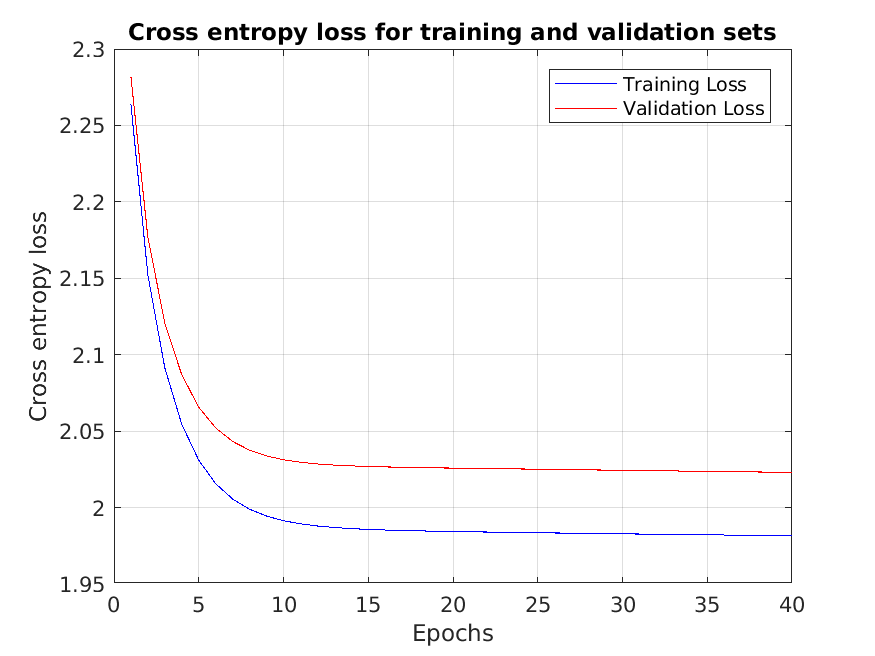 Cross entropy loss for training and validation sets
2.3
2.25
2.2
2.15
2.1
2.05
2
1.95
Cross entropy loss
Training Loss
Validation Loss
0 5 10 15 20 25 30 35 40
Epochs